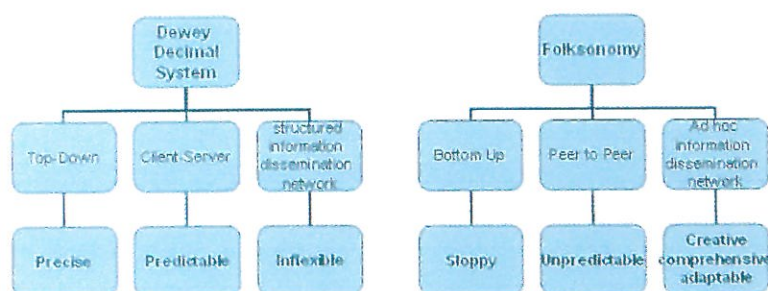 Dewey
Decimal
System
Top-Down
Client-Server
structured
information
dissemination
network
Precise
Predictable
Inflexible
Folksonomy
Bottom Up
Peer to Peer
Ad hoc
information
dissemination
network
Sloppy
Unpredictable
Creative
comprehensive
adaptable